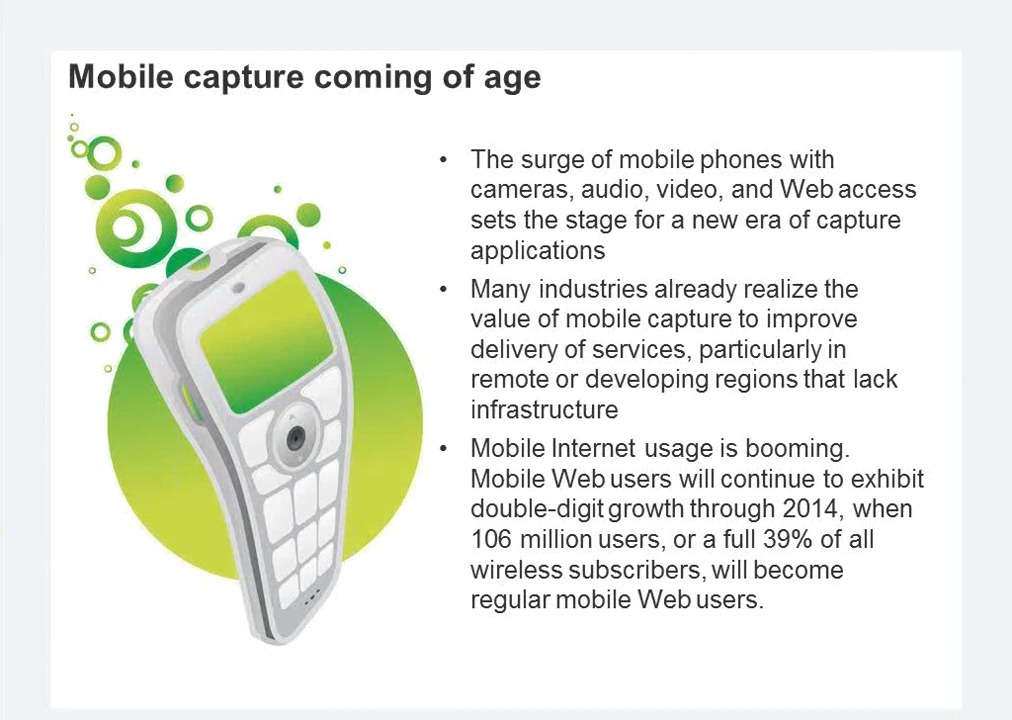 Mobile capture coming of age
• The surge of mobile phones with
cameras, audio, video, and Web access
sets the stage for a new era of capture
applications
• Many industries already realize the
value of mobile capture to improve
delivery of services, particularly in
remote or developing regions that lack
infrastructure
• Mobile Internet usage is booming.
Mobile Web users will continue to exhibit
double-digit growth through 2014, when
106 million users, or a full 39% of all
wireless subscribers, will become
regular mobile Web users.